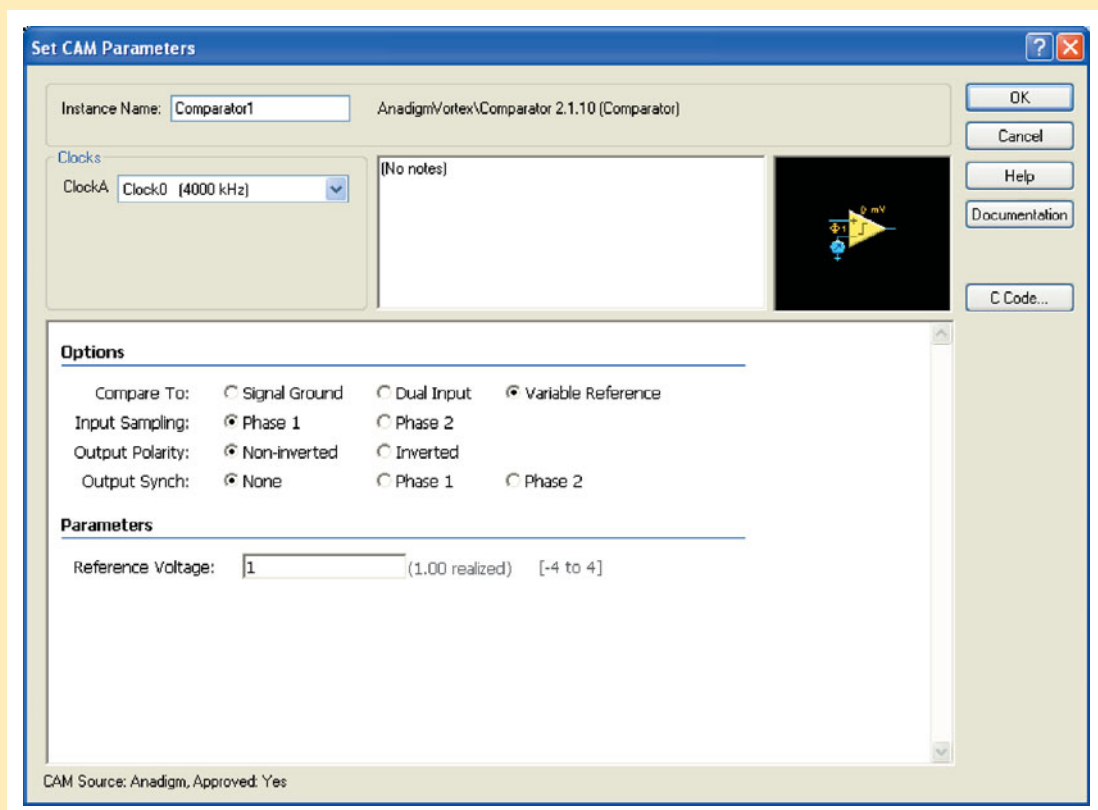 Set CAM Parameters
Instance Name: Comparator1 AnadigmVortex\Comparator 2.1.10 (Comparator)
OK
Cancel
Help
Documentation
C Code...
Clocks
ClockA Clock0 (4000 kHz)
(No notes)
0 mV
Φ1
Options
Compare To: Signal Ground Dual Input Variable Reference
Input Sampling: Phase 1 Phase 2
Output Polarity: Non-inverted Inverted
Output Synch: None Phase 1 Phase 2
Parameters
Reference Voltage: 1 (1.00 realized) [-4 to 4]
CAM Source: Anadigm, Approved: Yes